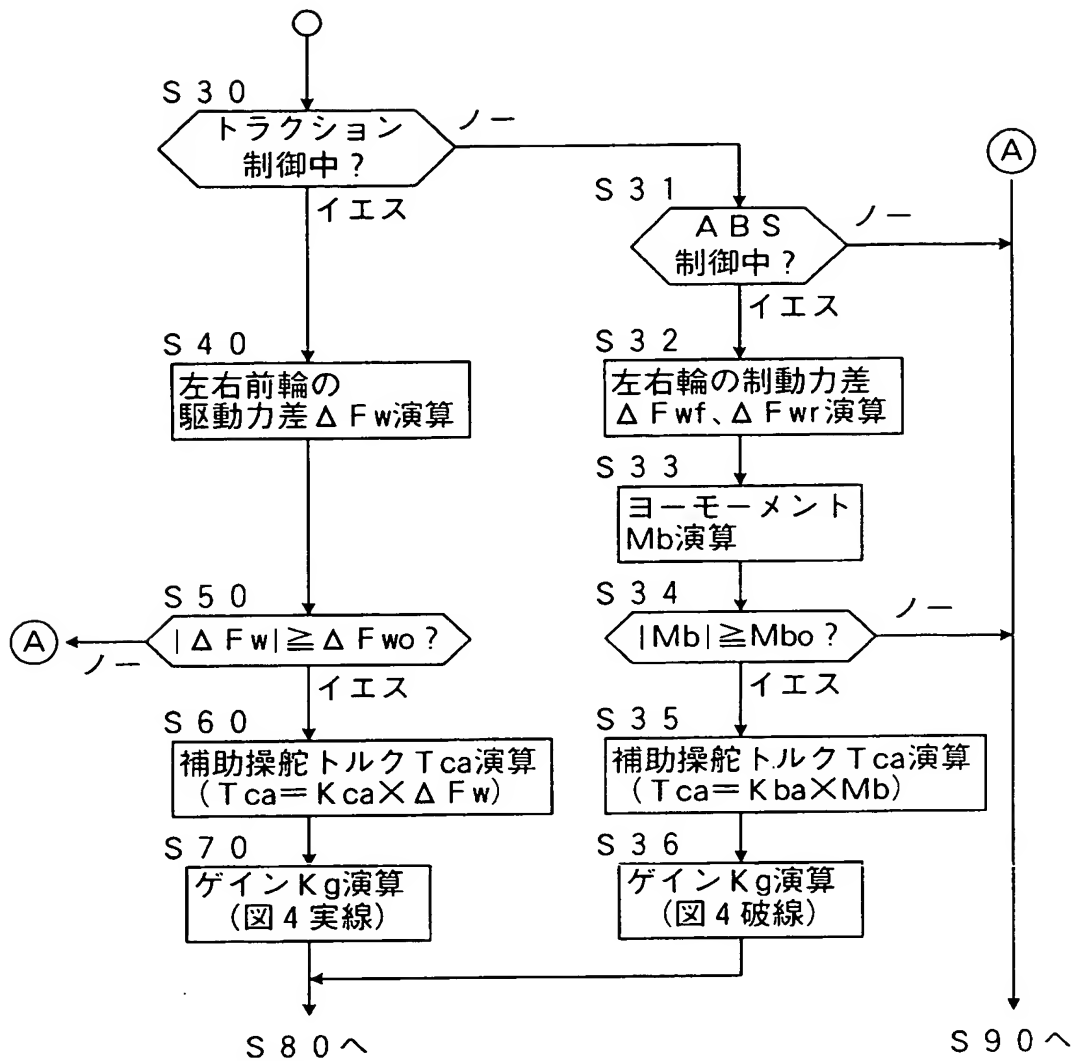 S30
トラクション
制御中?
ノー
イエス
A
S31
ABS
制御中?
ノー
イエス
S40
左右前輪の
駆動力差ΔFw演算
S32
左右輪の制動力差
ΔFwf、ΔFwr演算
S33
ヨーモーメント
Mb演算
S50
|ΔFw|≧ΔFwo?
A
ノー
イエス
S34
|Mb|≧Mbo?
ノー
イエス
S60
補助操舵トルクTca演算
(Tca=Kca×ΔFw)
S35
補助操舵トルクTca演算
(Tca=Kba×Mb)
S70
ゲインKg演算
(図4実線)
S36
ゲインKg演算
(図4破線)
S80へ
S90へ